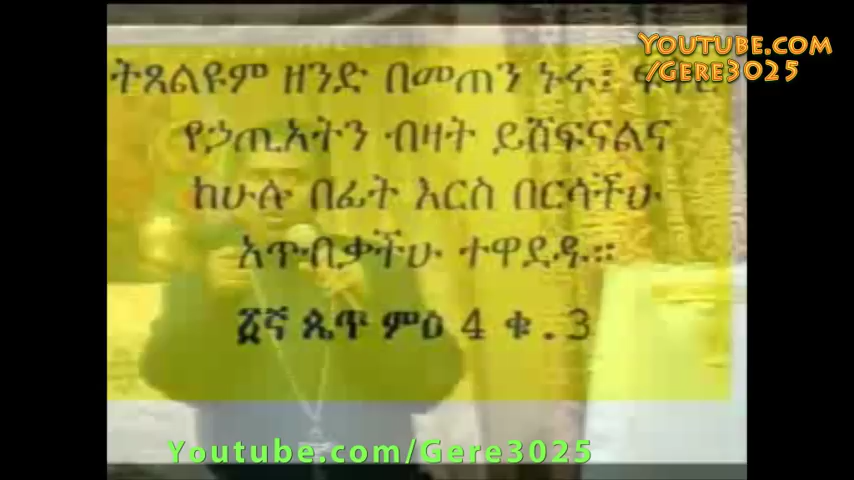 Youtube.com
/Gere3025
ትጸልዩም ዘንድ በመጠን ኑሩ፤
የኃጢአትን ብዛት ይሸፍናልና
ከሁሉ በፊት እርስ በርሳችሁ
አጥብቃችሁ ተዋደዱ።
፩ኛ ጴጥ ምዕ 4 ቁ . 3
Youtube.com/Gere3025